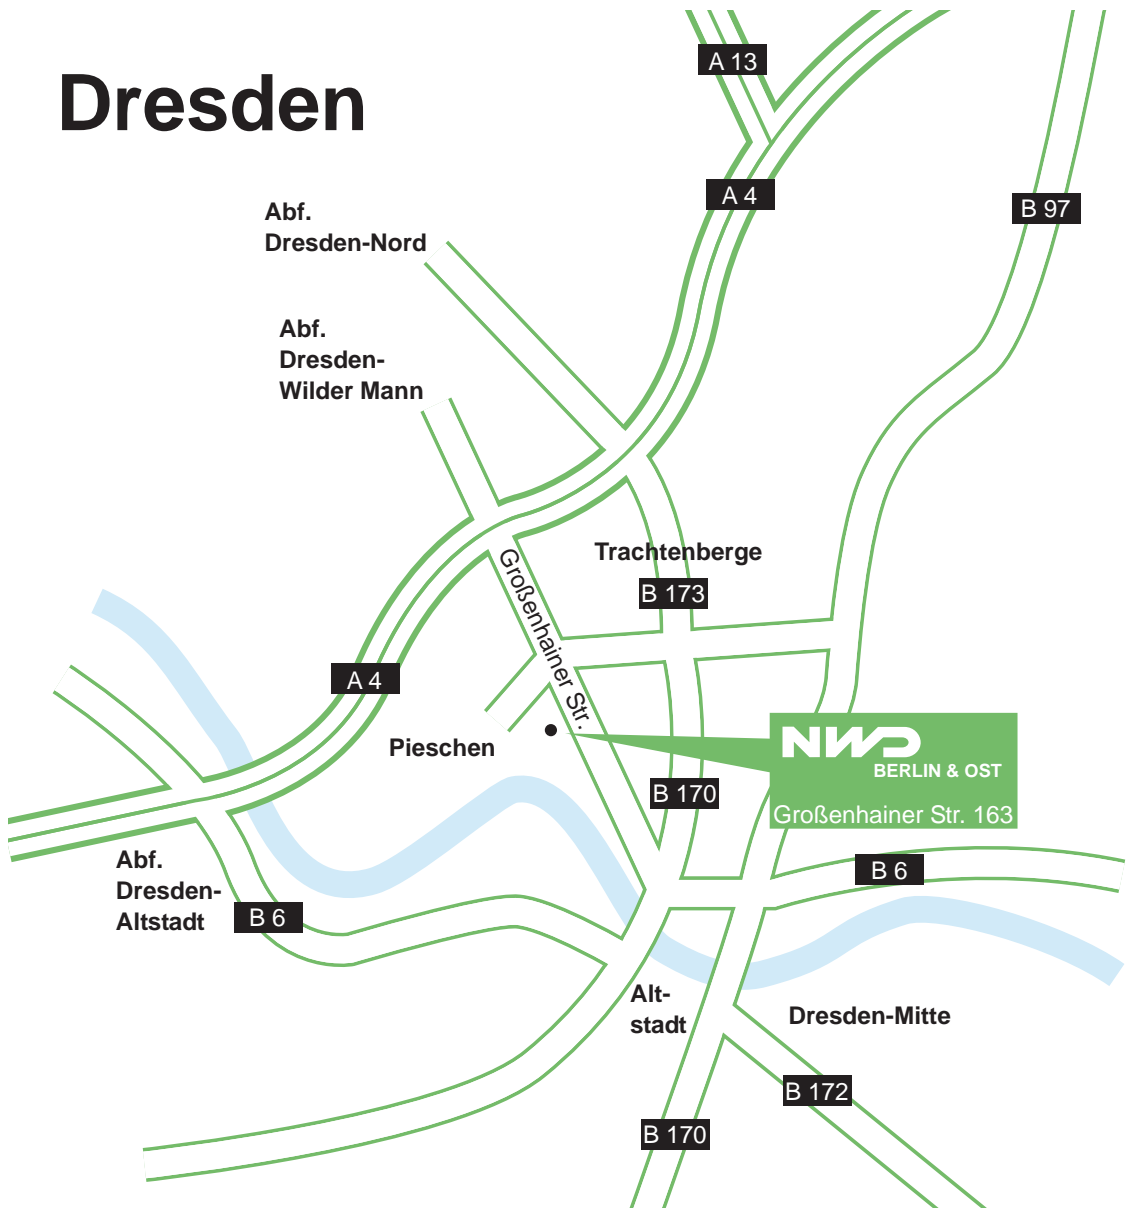 Dresden
A 13
A 4
B 97
Abf.
Dresden-Nord
Abf.
Dresden-
Wilder Mann
Trachtenberge
B 173
Großenhainer Str.
A 4
Pieschen
NWD
BERLIN & OST
Großenhainer Str. 163
B 170
Abf.
Dresden-
Altstadt
B 6
B 6
Alt-
stadt
Dresden-Mitte
B 172
B 170